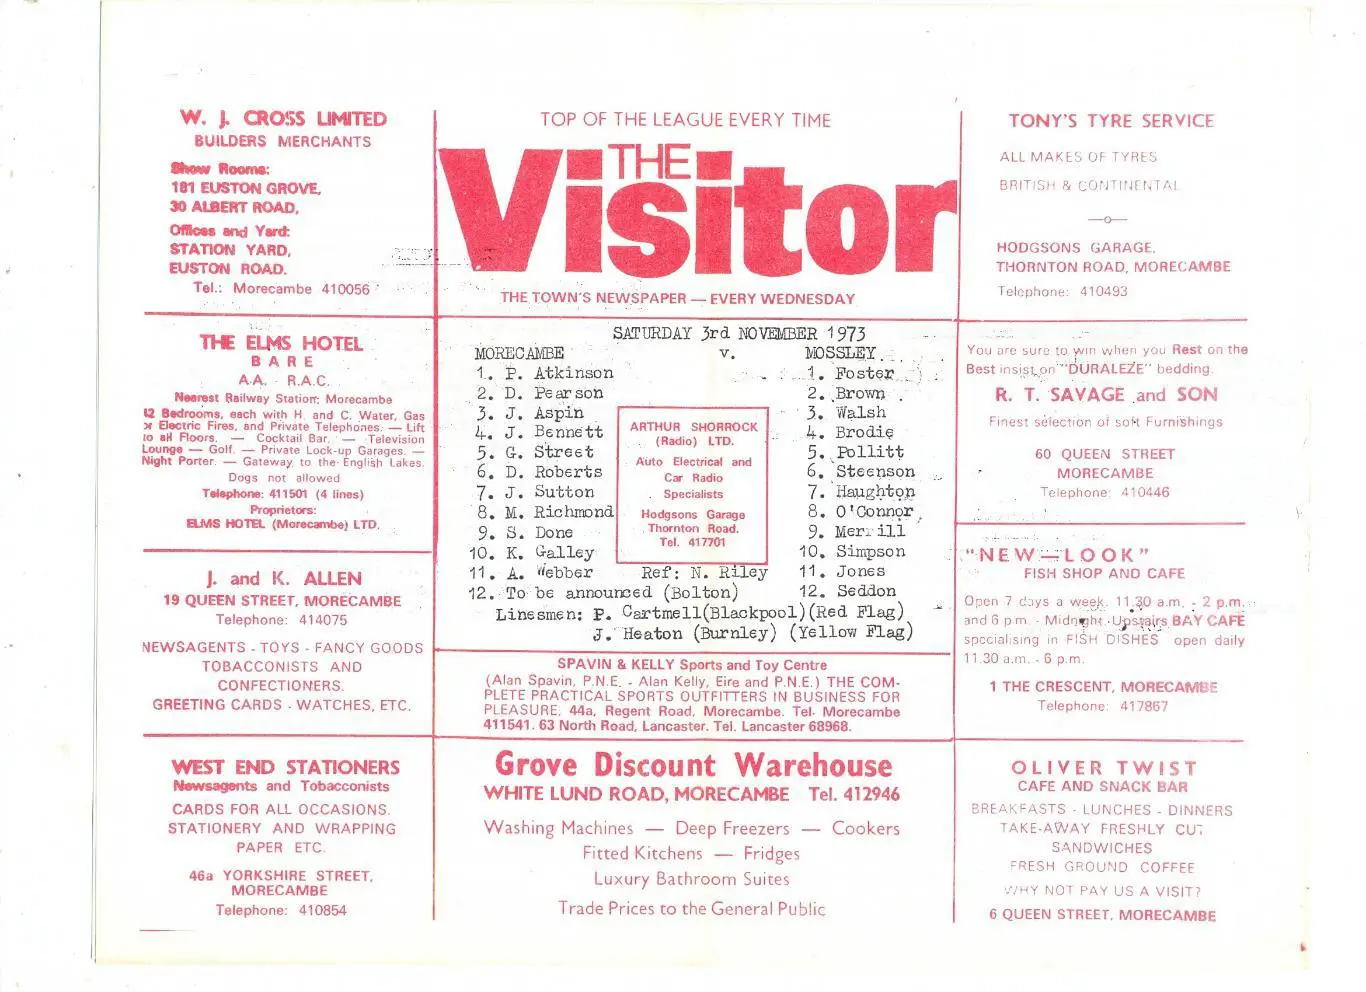 W. J. CROSS LIMITED
BUILDERS MERCHANTS
Show Rooms:
181 EUSTON GROVE,
30 ALBERT ROAD,
Offices and Yard:
STATION YARD,
EUSTON ROAD.
Tel.: Morecambe 410056
THE ELMS HOTEL
BARE
A.A. - R.A.C.
Nearest Railway Station: Morecambe
42 Bedrooms, each with H. and C. Water, Gas
or Electric Fires, and Private Telephones. — Lift
to all Floors. — Cocktail Bar. — Television
Lounge — Golf. — Private Lock-up Garages. —
Night Porter. — Gateway to the English Lakes.
Dogs not allowed
Telephone: 411501 (4 lines)
Proprietors:
ELMS HOTEL (Morecambe) LTD.
J. and K. ALLEN
19 QUEEN STREET, MORECAMBE
Telephone: 414075
NEWSAGENTS - TOYS - FANCY GOODS
TOBACCONISTS AND
CONFECTIONERS.
GREETING CARDS - WATCHES, ETC.
WEST END STATIONERS
Newsagents and Tobacconists
CARDS FOR ALL OCCASIONS.
STATIONERY AND WRAPPING
PAPER ETC.
46a YORKSHIRE STREET,
MORECAMBE
Telephone: 410854
TOP OF THE LEAGUE EVERY TIME
THE
Visitor
THE TOWN'S NEWSPAPER — EVERY WEDNESDAY
SATURDAY 3rd NOVEMBER 1973
MORECAMBE v. MOSSLEY
1. P. Atkinson 1. Foster
2. D. Pearson 2. Brown
3. J. Aspin 3. Walsh
4. J. Bennett 4. Brodie
5. G. Street 5. Pollitt
6. D. Roberts 6. Steenson
7. J. Sutton 7. Haughton
8. M. Richmond 8. O'Connor
9. S. Done 9. Merrill
10. K. Galley 10. Simpson
11. A. Webber Ref: N. Riley 11. Jones
12. To be announced (Bolton) 12. Seddon
Linesmen: P. Cartmell(Blackpool)(Red Flag)
J. Heaton (Burnley) (Yellow Flag)
ARTHUR SHORROCK
(Radio) LTD.
Auto Electrical and
Car Radio
Specialists
Hodgsons Garage
Thornton Road.
Tel. 417701
SPAVIN & KELLY Sports and Toy Centre
(Alan Spavin, P.N.E. - Alan Kelly, Eire and P.N.E.) THE COM-
PLETE PRACTICAL SPORTS OUTFITTERS IN BUSINESS FOR
PLEASURE. 44a, Regent Road, Morecambe. Tel- Morecambe
411541. 63 North Road, Lancaster. Tel. Lancaster 68968.
Grove Discount Warehouse
WHITE LUND ROAD, MORECAMBE Tel. 412946
Washing Machines — Deep Freezers — Cookers
Fitted Kitchens — Fridges
Luxury Bathroom Suites
Trade Prices to the General Public
TONY'S TYRE SERVICE
ALL MAKES OF TYRES
BRITISH & CONTINENTAL
HODGSONS GARAGE.
THORNTON ROAD, MORECAMBE
Telephone: 410493
You are sure to win when you Rest on the
Best insist on "DURALEZE" bedding.
R. T. SAVAGE and SON
Finest selection of soft Furnishings
60 QUEEN STREET
MORECAMBE
Telephone: 410446
"NEW—LOOK"
FISH SHOP AND CAFE
Open 7 days a week. 11.30 a.m. - 2 p.m.
and 6 p.m. - Midnight - Upstairs BAY CAFE
specialising in FISH DISHES open daily
11.30 a.m. - 6 p.m.
1 THE CRESCENT, MORECAMBE
Telephone: 417867
OLIVER TWIST
CAFE AND SNACK BAR
BREAKFASTS - LUNCHES - DINNERS
TAKE-AWAY FRESHLY CUT
SANDWICHES
FRESH GROUND COFFEE
WHY NOT PAY US A VISIT?
6 QUEEN STREET, MORECAMBE